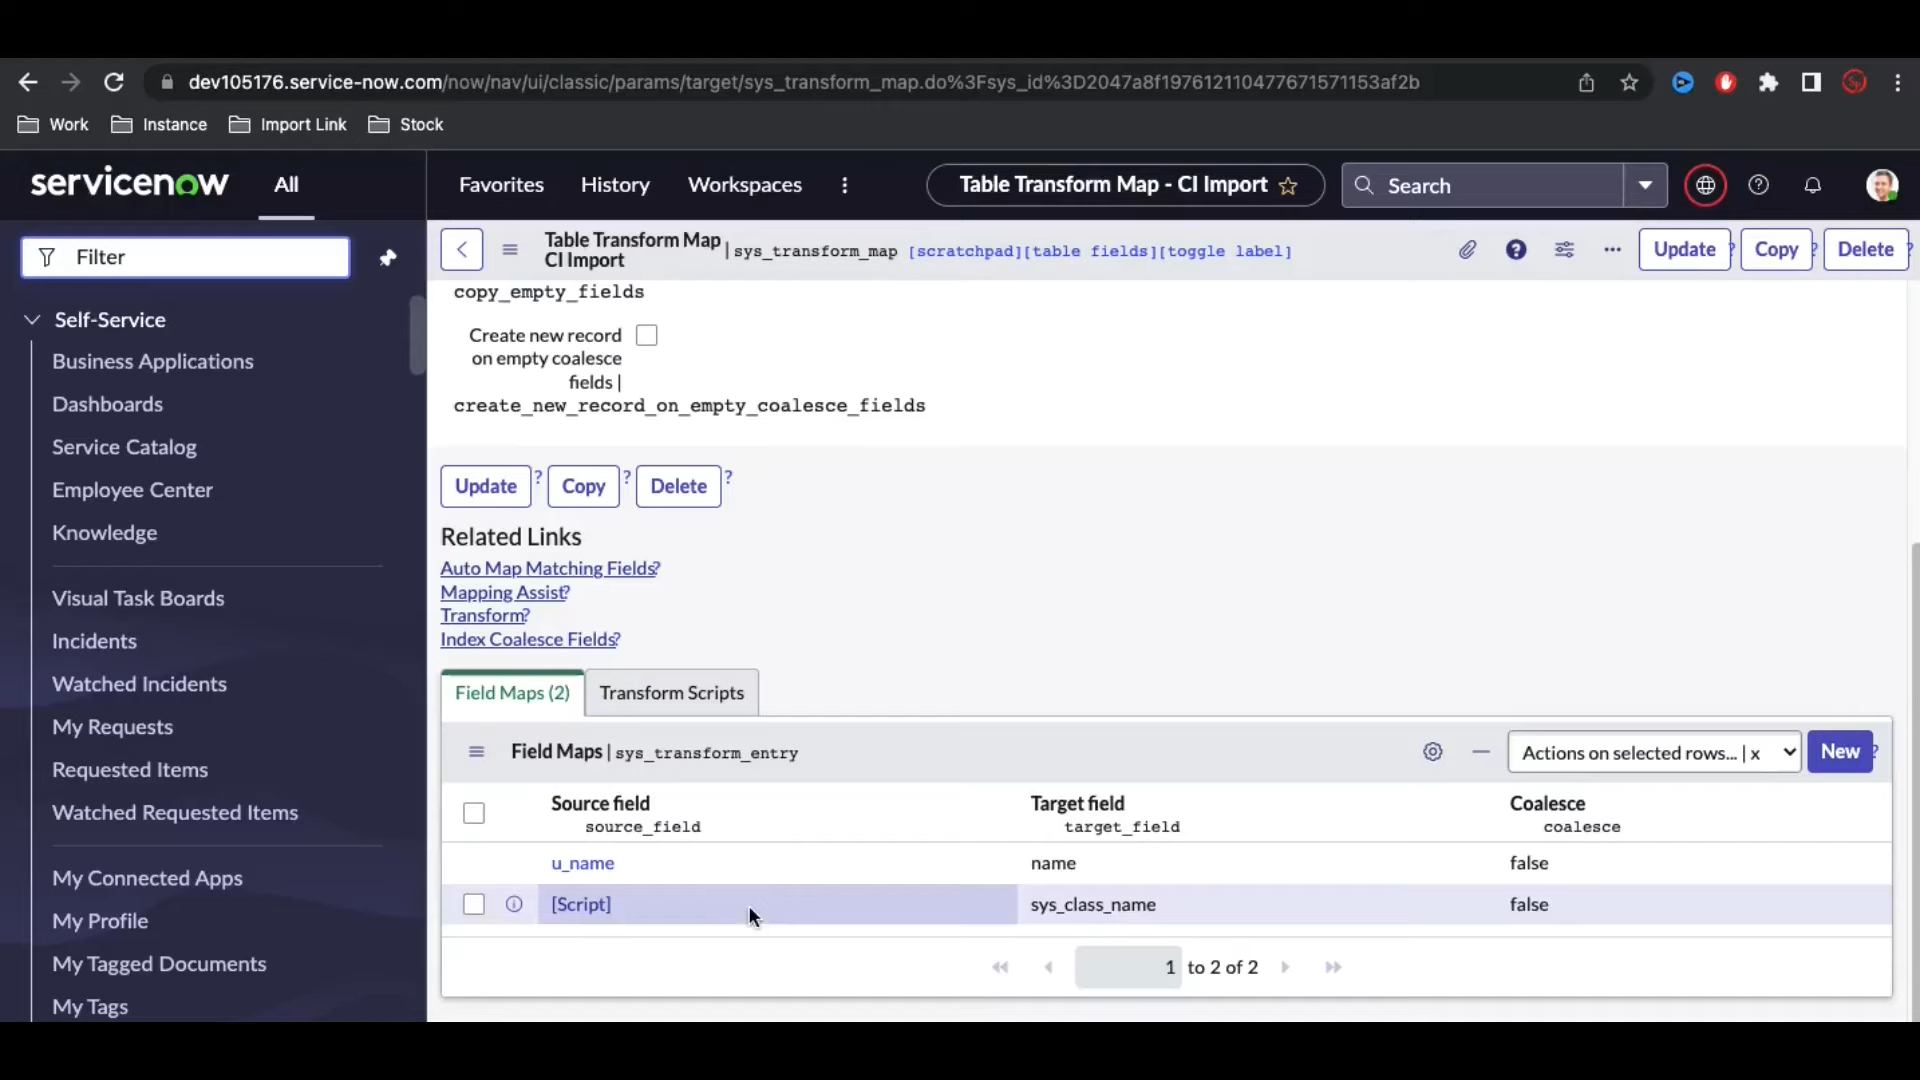 dev105176.service-now.com/now/nav/ui/classic/params/target/sys_transform_map.do%3Fsys_id%3D2047a8f197612110477671571153af2b
Work Instance Import Link Stock
servicenow All Favorites History Workspaces Table Transform Map - CI Import Search
Filter
Self-Service
Business Applications
Dashboards
Service Catalog
Employee Center
Knowledge
Visual Task Boards
Incidents
Watched Incidents
My Requests
Requested Items
Watched Requested Items
My Connected Apps
My Profile
My Tagged Documents
My Tags
Table Transform Map
CI Import
| sys_transform_map [scratchpad][table fields][toggle label]
Update ? Copy ? Delete ?
copy_empty_fields
Create new record
on empty coalesce
fields |
create_new_record_on_empty_coalesce_fields
Update ? Copy ? Delete ?
Related Links
Auto Map Matching Fields?
Mapping Assist?
Transform?
Index Coalesce Fields?
Field Maps (2) Transform Scripts
Field Maps | sys_transform_entry Actions on selected rows... | x New ?
Source field Target field Coalesce
source_field target_field coalesce
u_name name false
[Script] sys_class_name false
1 to 2 of 2